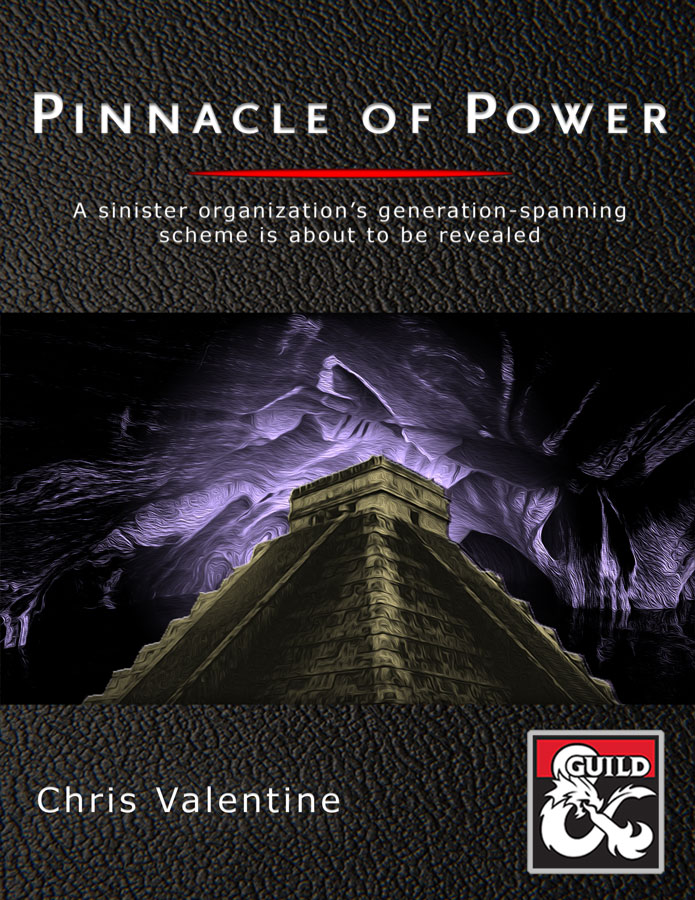 PINNACLE OF POWER
A sinister organization’s generation-spanning
scheme is about to be revealed
Chris Valentine
GUILD